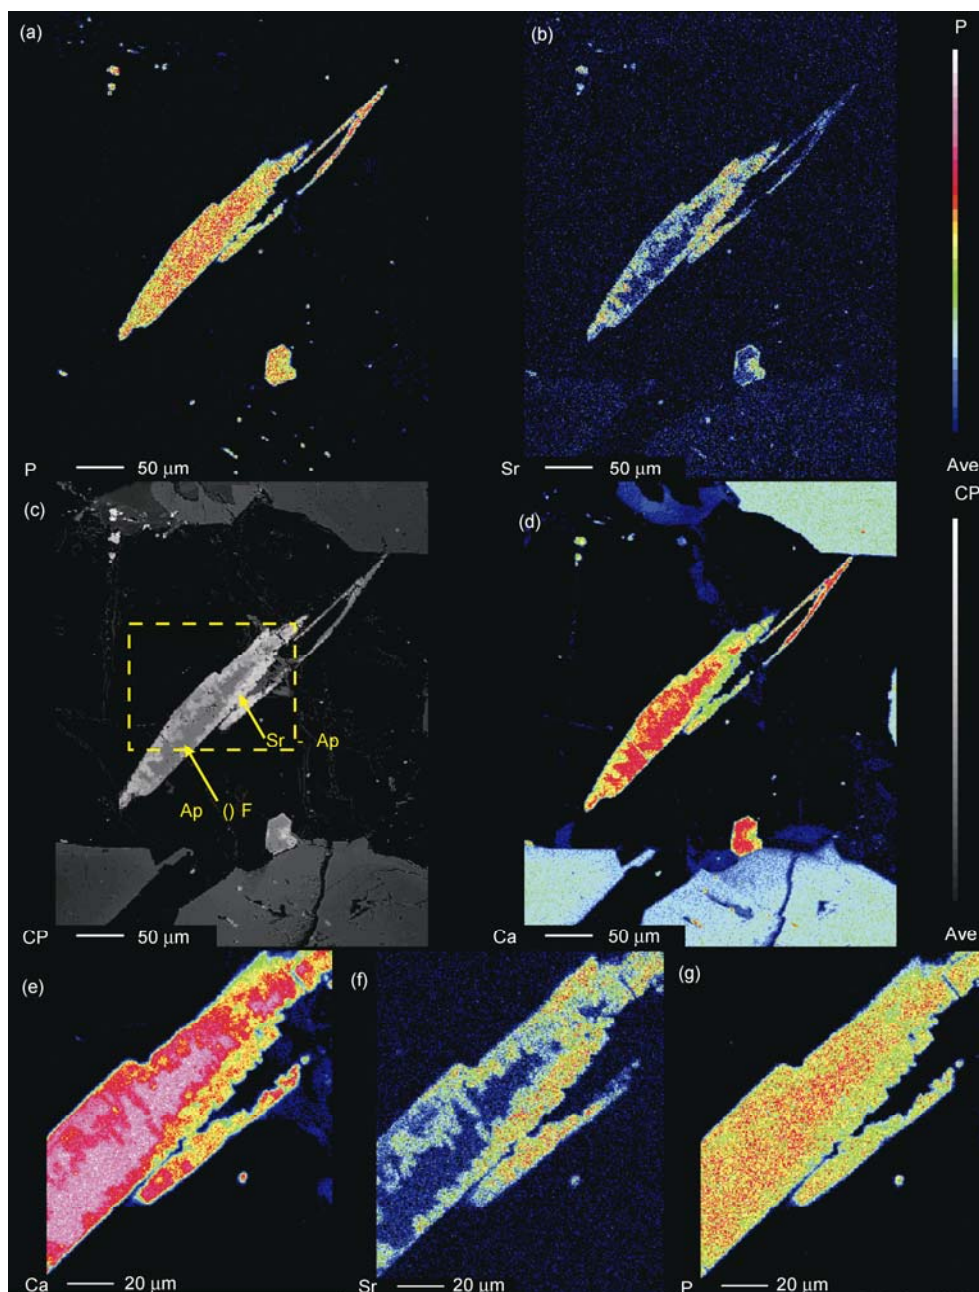 (a)
(b)
P
P 50 µm
Sr 50 µm
Ave
(c)
(d)
CP
Sr - Ap
Ap () F
CP 50 µm
Ca 50 µm
Ave
(e)
(f)
(g)
Ca 20 µm
Sr 20 µm
P 20 µm